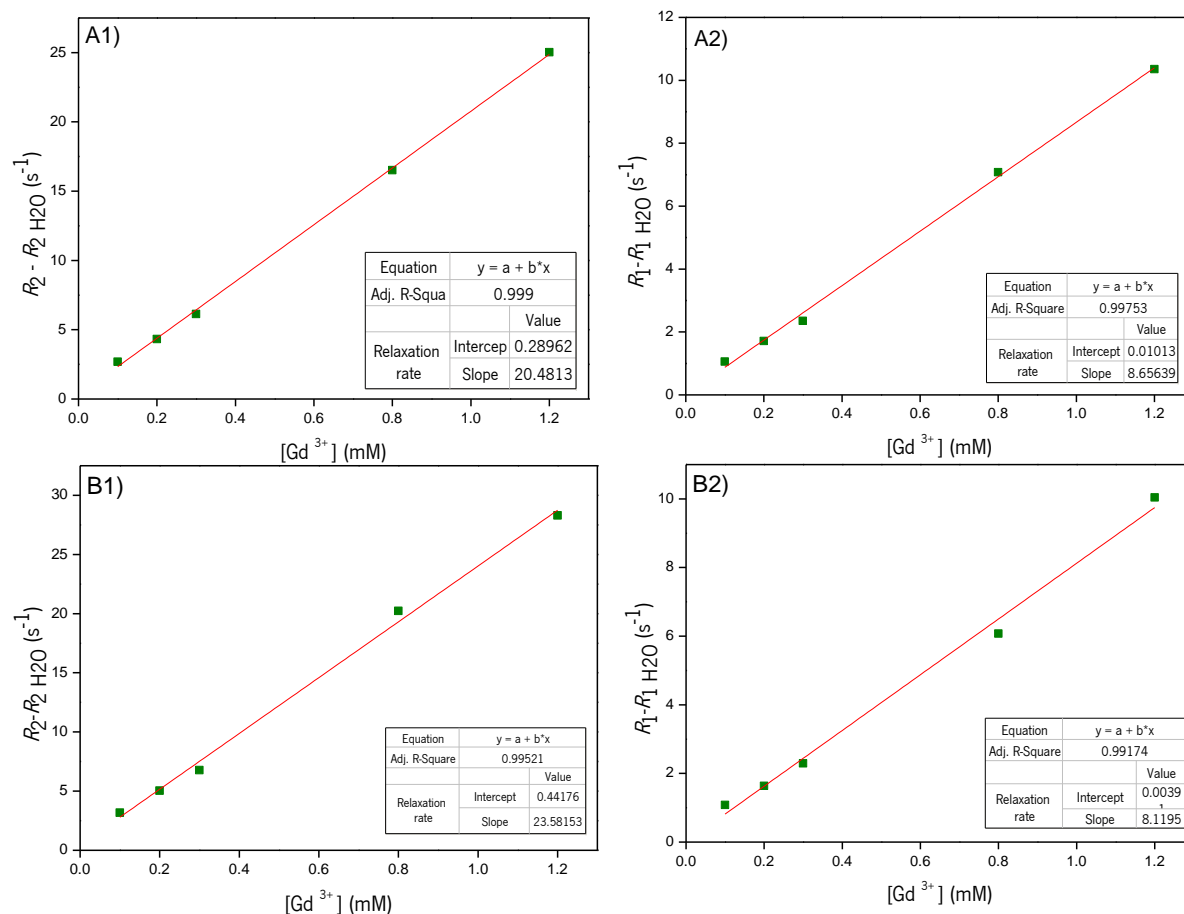 A1)
25
20
15
10
5
0
R2 - R2 H2O (s-1)
Equation y = a + b*x
Adj. R-Squa 0.999
Value
Relaxation rate
Intercep 0.28962
Slope 20.4813
0.0 0.2 0.4 0.6 0.8 1.0 1.2
[Gd 3+] (mM)
A2)
12
10
8
6
4
2
0
R1-R1 H2O (s-1)
Equation y = a + b*x
Adj. R-Square 0.99753
Value
Relaxation rate
Intercept 0.01013
Slope 8.65639
0.0 0.2 0.4 0.6 0.8 1.0 1.2
[Gd 3+] (mM)
B1)
30
25
20
15
10
5
0
R2-R2 H2O (s-1)
Equation y = a + b*x
Adj. R-Square 0.99521
Value
Relaxation rate
Intercept 0.44176
Slope 23.58153
0.0 0.2 0.4 0.6 0.8 1.0 1.2
[Gd 3+] (mM)
B2)
10
8
6
4
2
0
R1-R1 H2O (s-1)
Equation y = a + b*x
Adj. R-Square 0.99174
Value
Relaxation rate
Intercept 0.0039
Slope 8.1195
0.0 0.2 0.4 0.6 0.8 1.0 1.2
[Gd 3+] (mM)